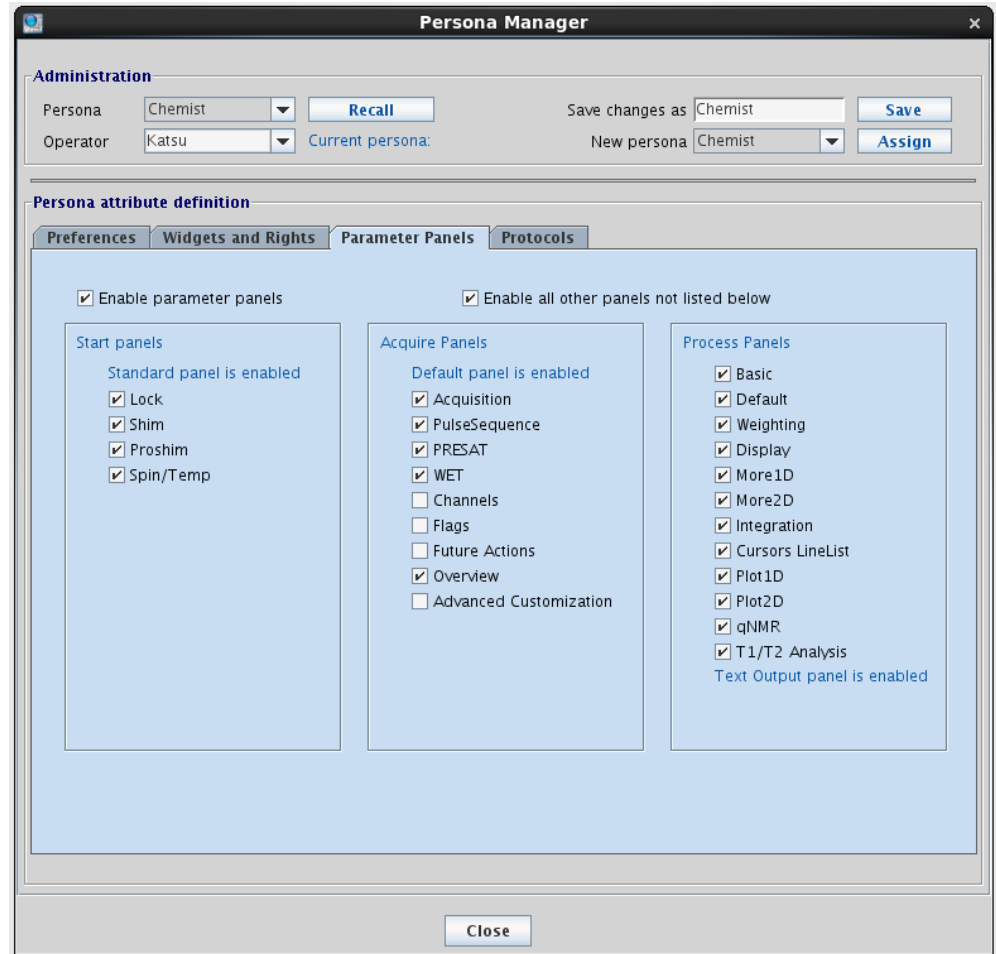 Persona Manager
Administration
Persona Chemist Recall Save changes as Chemist Save
Operator Katsu Current persona: New persona Chemist Assign
Persona attribute definition
Preferences Widgets and Rights Parameter Panels Protocols
Enable parameter panels Enable all other panels not listed below
Start panels
Standard panel is enabled
Lock
Shim
Proshim
Spin/Temp
Acquire Panels
Default panel is enabled
Acquisition
PulseSequence
PRESAT
WET
Channels
Flags
Future Actions
Overview
Advanced Customization
Process Panels
Basic
Default
Weighting
Display
More1D
More2D
Integration
Cursors LineList
Plot1D
Plot2D
qNMR
T1/T2 Analysis
Text Output panel is enabled
Close